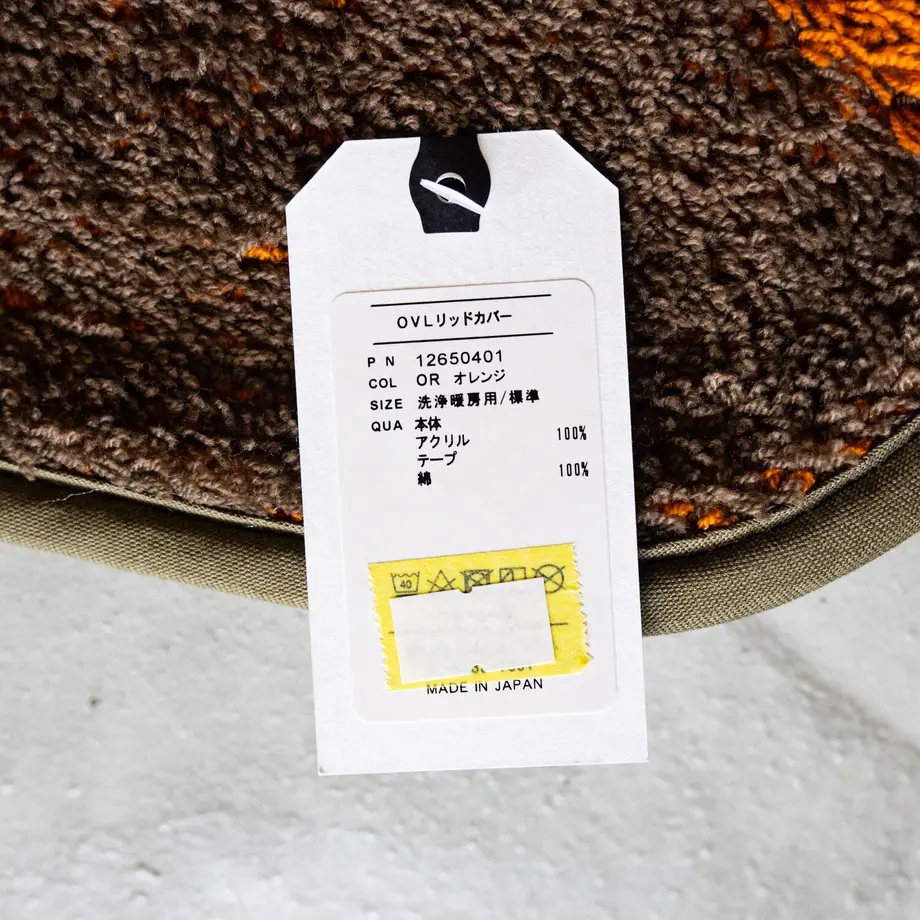 OVLリッドカバー
PN 12650401
COL OR オレンジ
SIZE 洗浄暖房用/標準
QUA 本体
アクリル 100%
テープ
綿 100%
40
MADE IN JAPAN